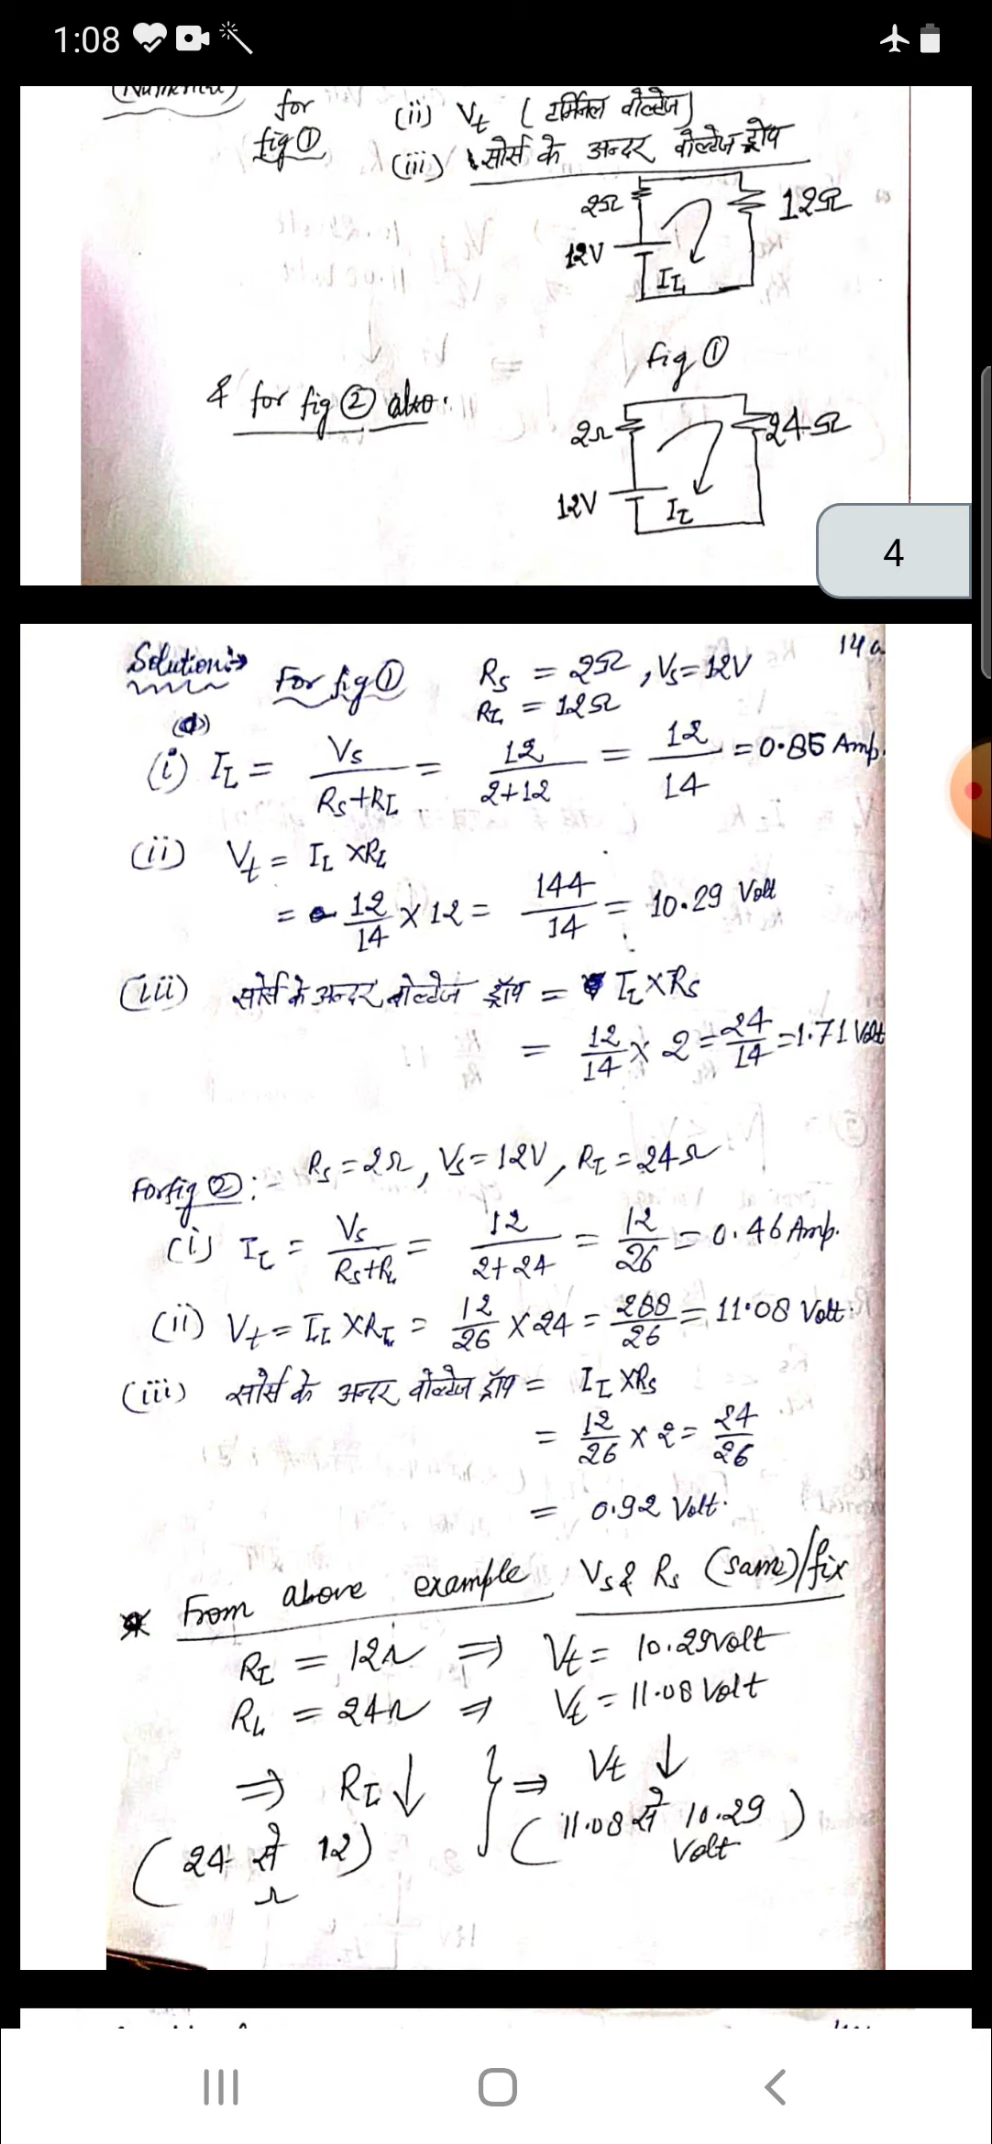 1:08
(Numerical) for (ii) Vt (टर्मिनल वोल्टेज)
fig ① (iii) सोर्स के अन्दर वोल्टेज ड्रोप
2Ω 12Ω
12V
IL
fig ①
& for fig ② also.
2Ω 24Ω
12V IL
4
14a
Solution:→ For fig ① Rs = 2Ω, Vs = 12V
RL = 12Ω
(i) IL = Vs/(Rs+RL) = 12/(2+12) = 12/14 = 0.85 Amp.
(ii) Vt = IL × RL
= 12/14 × 12 = 144/14 = 10.29 Volt
(iii) सोर्स के अन्दर वोल्टेज ड्रॉप = IL × Rs
= 12/14 × 2 = 24/14 = 1.71 Volt
For fig ②:- Rs = 2Ω, Vs = 12V, RL = 24Ω
(i) IL = Vs/(Rs+RL) = 12/(2+24) = 12/26 = 0.46 Amp.
(ii) Vt = IL × RL = 12/26 × 24 = 288/26 = 11.08 Volt.
(iii) सोर्स के अन्दर वोल्टेज ड्रॉप = IL × Rs
= 12/26 × 2 = 24/26
= 0.92 Volt.
* From above example Vs & Rs (same)/fix
RL = 12Ω ⇒ Vt = 10.29 Volt
RL = 24Ω ⇒ Vt = 11.08 Volt
⇒ RL ↓ } ⇒ Vt ↓
(24 से 12) (11.08 से 10.29)
Ω Volt